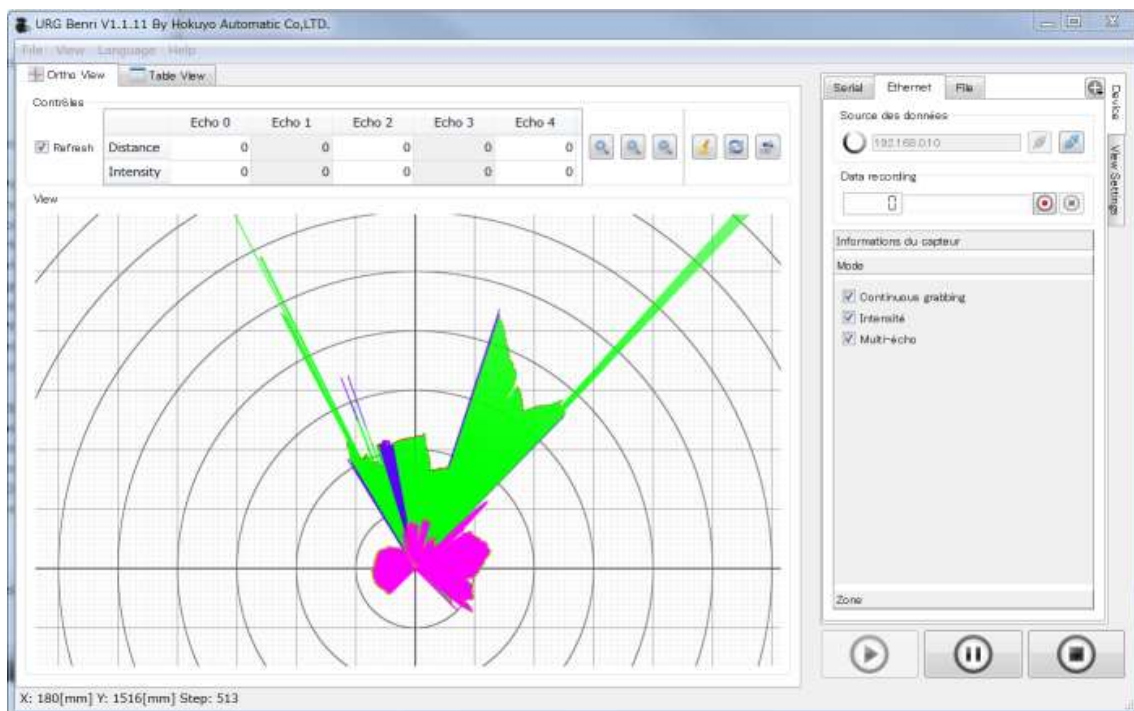 URG Benri V1.1.11 By Hokuyo Automatic Co,LTD.
File View Language Help
Ortho View Table View
Contrôles
Echo 0 Echo 1 Echo 2 Echo 3 Echo 4
Refresh Distance 0 0 0 0 0
Intensity 0 0 0 0 0
View
Serial Ethernet File
Source des données
192.168.0.10
Data recording
0
Informations du capteur
Mode
Continuous grabbing
Intensité
Multi-écho
Zone
Device
View Settings
X: 180[mm] Y: 1516[mm] Step: 513